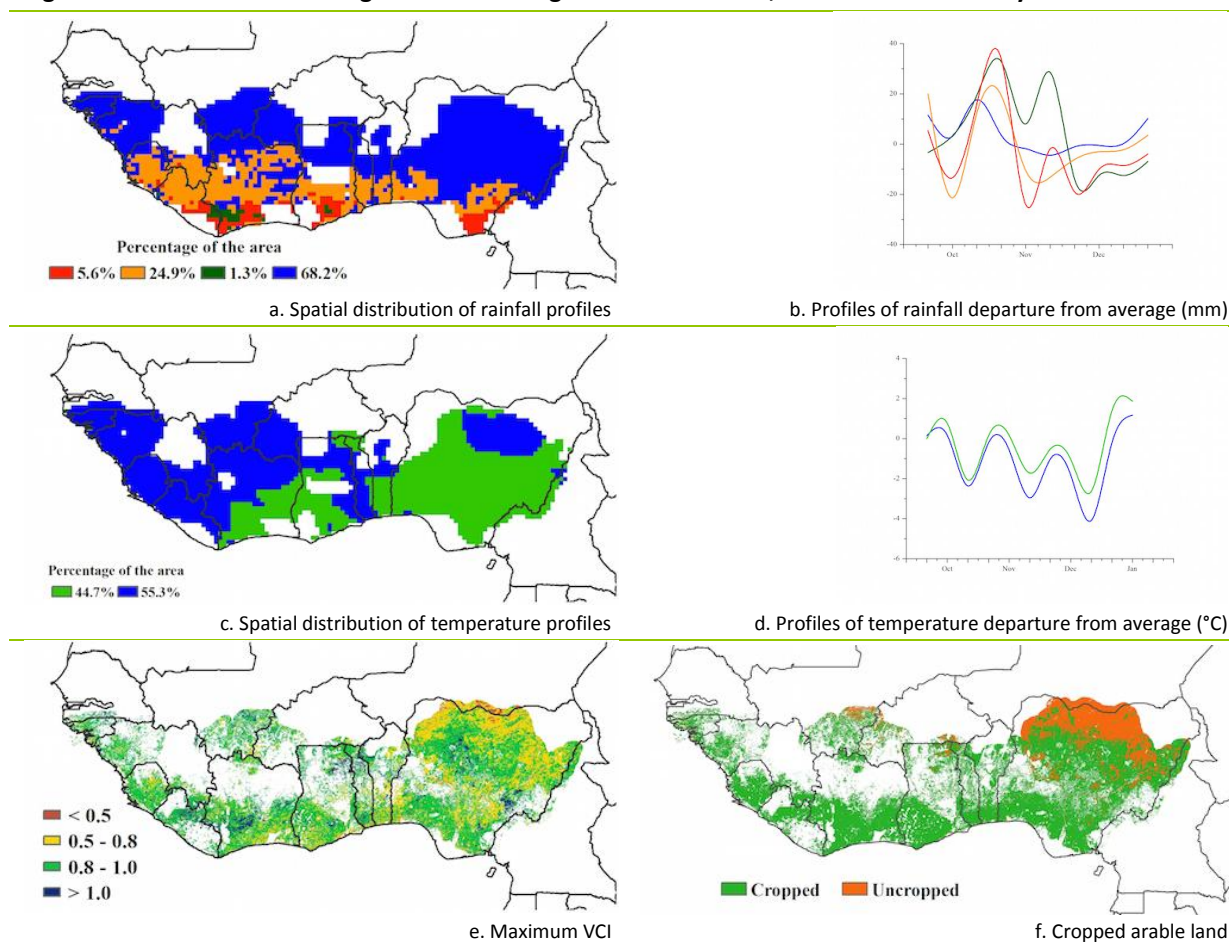 Percentage of the area
5.6% 24.9% 1.3% 68.2%
a. Spatial distribution of rainfall profiles
40
20
0
-20
-40
Oct Nov Dec
b. Profiles of rainfall departure from average (mm)
Percentage of the area
44.7% 55.3%
c. Spatial distribution of temperature profiles
4
2
0
-2
-4
-6
Oct Nov Dec Jan
d. Profiles of temperature departure from average (°C)
< 0.5
0.5 - 0.8
0.8 - 1.0
> 1.0
e. Maximum VCI
Cropped Uncropped
f. Cropped arable land